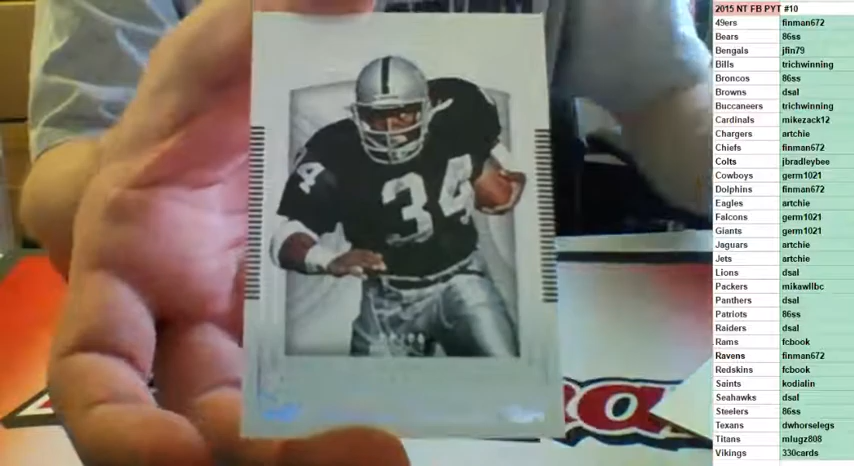 34
34
2015 NT FB PYT #10
49ers finman672
Bears 86ss
Bengals jfin79
Bills trichwinning
Broncos 86ss
Browns dsal
Buccaneers trichwinning
Cardinals mikezack12
Chargers artchie
Chiefs finman672
Colts jbradleybee
Cowboys germ1021
Dolphins finman672
Eagles artchie
Falcons germ1021
Giants germ1021
Jaguars artchie
Jets artchie
Lions dsal
Packers mikawllbc
Panthers dsal
Patriots 86ss
Raiders dsal
Rams fcbook
Ravens finman672
Redskins fcbook
Saints kodialin
Seahawks dsal
Steelers 86ss
Texans dwhorselegs
Titans mlugz808
Vikings 330cards